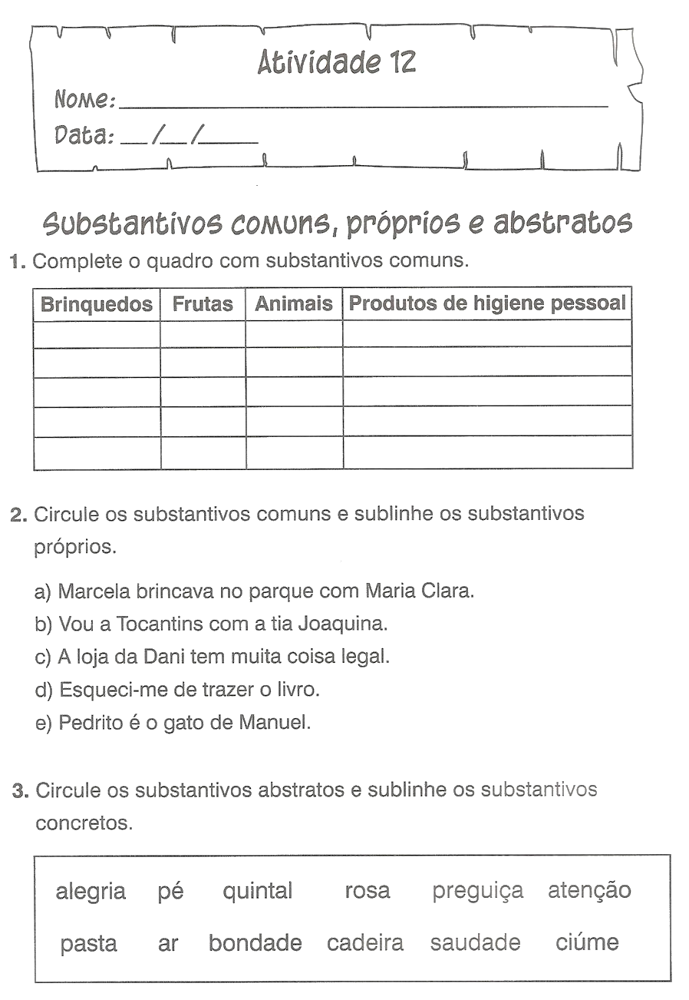 Atividade 12
Nome:
Data: __/__/____
Substantivos comuns, próprios e abstratos
1. Complete o quadro com substantivos comuns.
Brinquedos Frutas Animais Produtos de higiene pessoal
2. Circule os substantivos comuns e sublinhe os substantivos
próprios.
a) Marcela brincava no parque com Maria Clara.
b) Vou a Tocantins com a tia Joaquina.
c) A loja da Dani tem muita coisa legal.
d) Esqueci-me de trazer o livro.
e) Pedrito é o gato de Manuel.
3. Circule os substantivos abstratos e sublinhe os substantivos
concretos.
alegria pé quintal rosa preguiça atenção
pasta ar bondade cadeira saudade ciúme